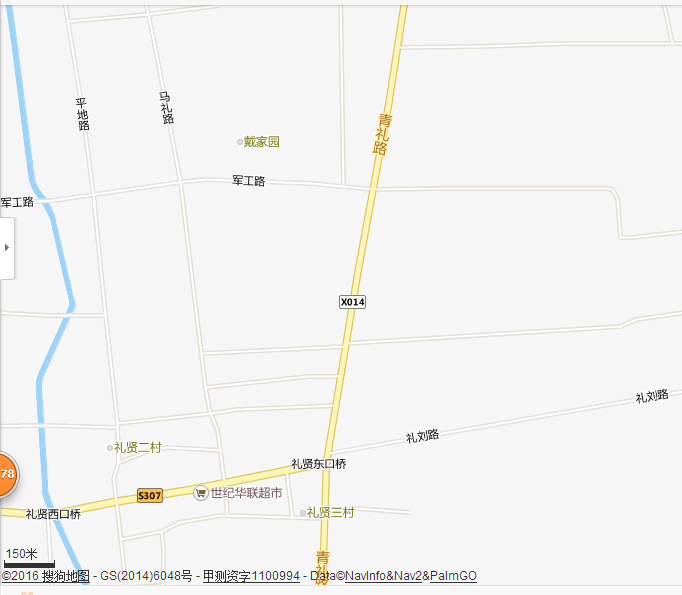 平地路
马礼路
青礼路
戴家园
军工路
军工路
X014
礼刘路
礼刘路
礼贤二村
礼贤东口桥
78
S307
世纪华联超市
礼贤西口桥
礼贤三村
150米
青礼路
©2016 搜狗地图 - GS(2014)6048号 - 甲测资字1100994 - Data©NavInfo&Nav2&PalmGO